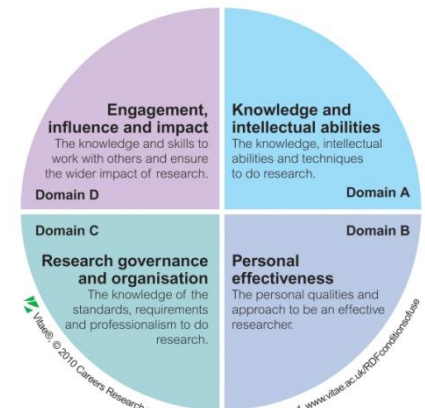 Engagement,
influence and impact
The knowledge and skills to
work with others and ensure
the wider impact of research.
Domain D
Knowledge and
intellectual abilities
The knowledge, intellectual
abilities and techniques
to do research.
Domain A
Domain C
Research governance
and organisation
The knowledge of the
standards, requirements
and professionalism to do
research.
Domain B
Personal
effectiveness
The personal qualities and
approach to be an effective
researcher.
Vitae®, © 2010 Careers Research
www.vitae.ac.uk/RDFconditionsofuse